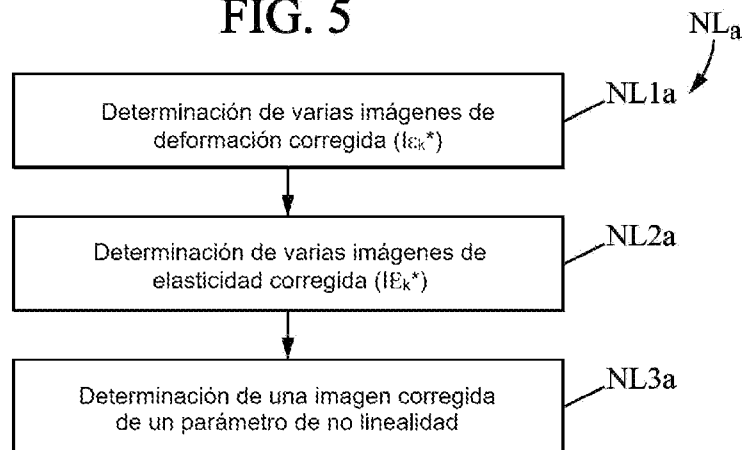 FIG. 5
NLa
Determinación de varias imágenes de
deformación corregida (Iεₖ*)
NL1a
Determinación de varias imágenes de
elasticidad corregida (IEₖ*)
NL2a
Determinación de una imagen corregida
de un parámetro de no linealidad
NL3a